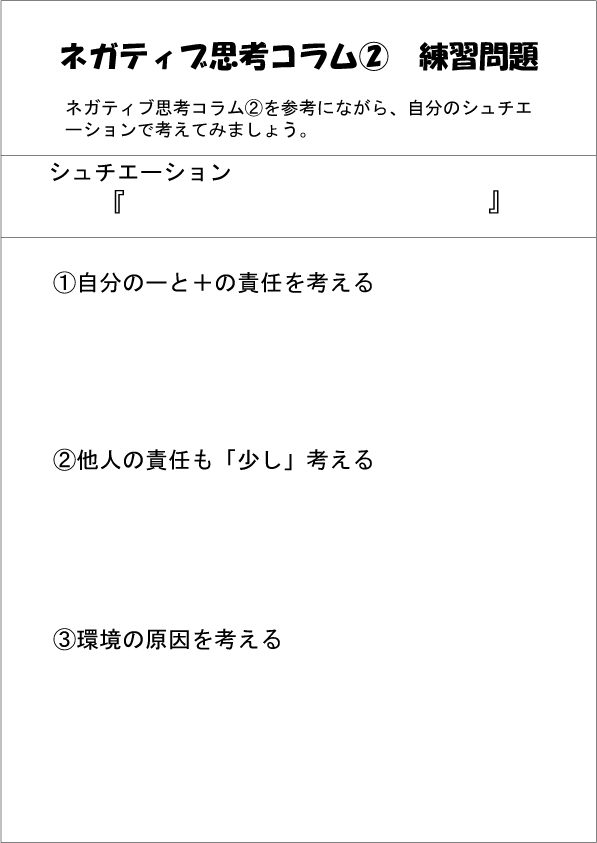 ネガティブ思考コラム② 練習問題
ネガティブ思考コラム②を参考にながら、自分のシュチエ
ーションで考えてみましょう。
シュチエーション
『 』
①自分の－と＋の責任を考える
②他人の責任も「少し」考える
③環境の原因を考える